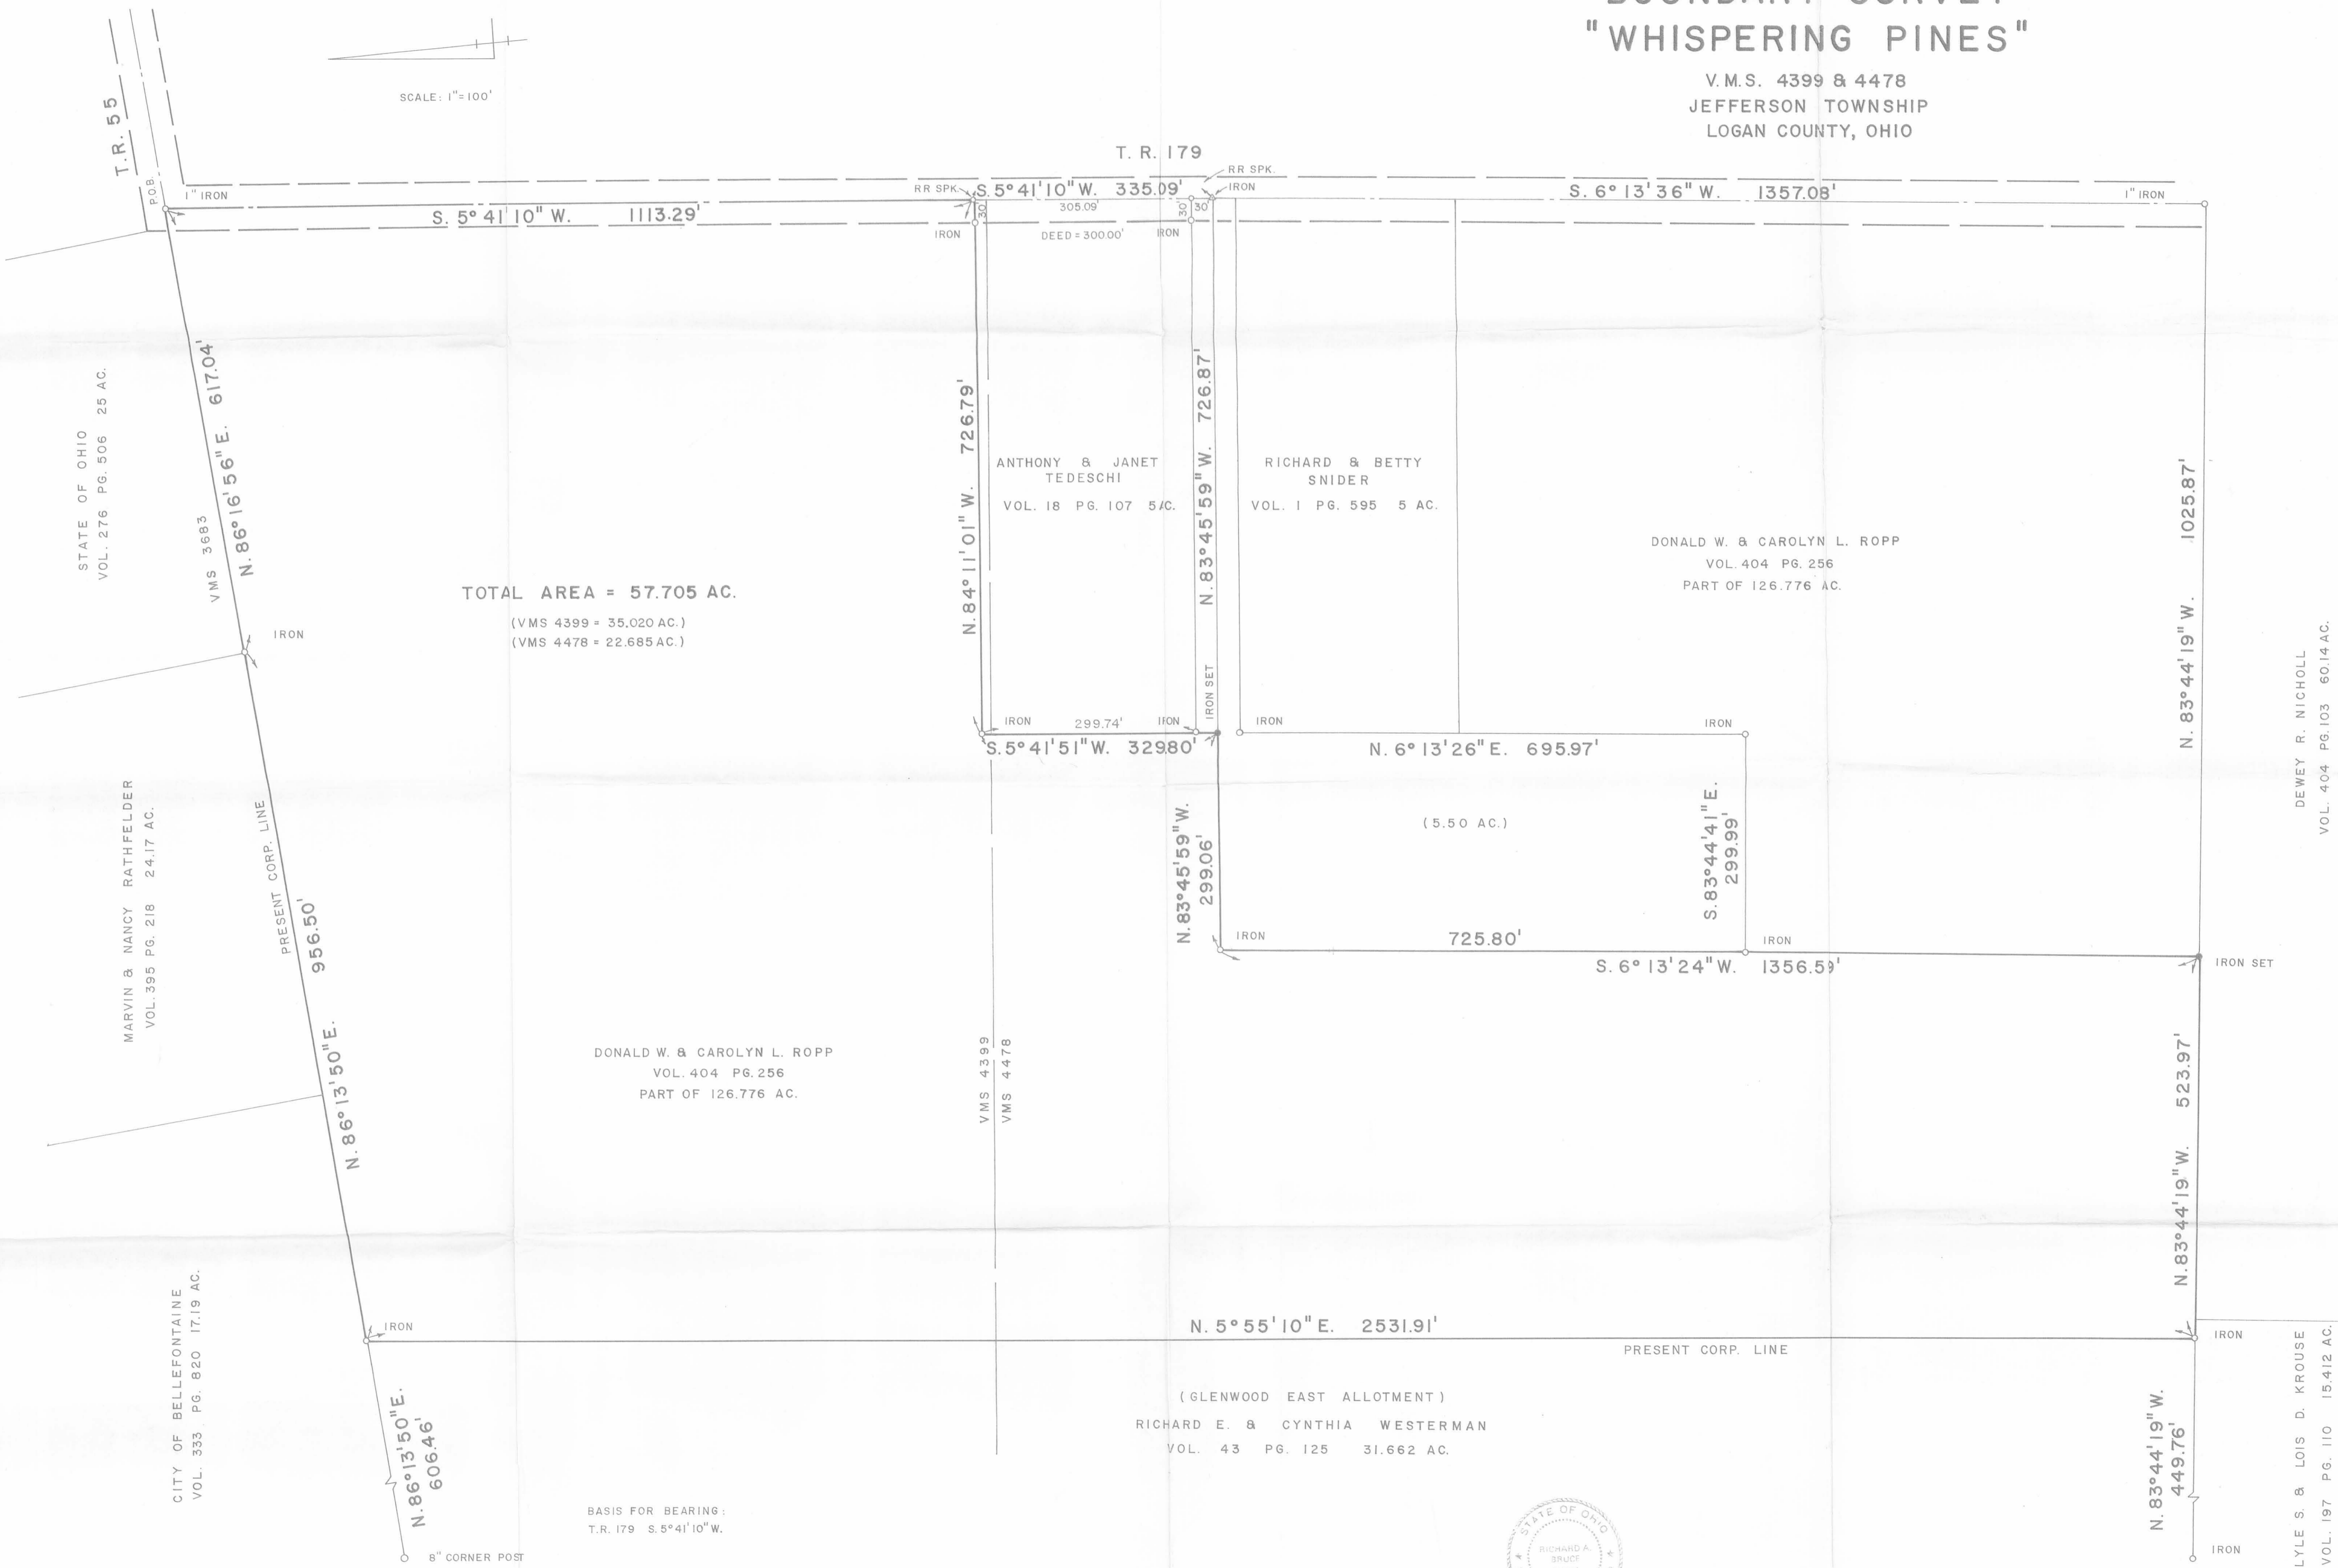 "WHISPERING PINES"
V. M. S. 4399 & 4478
JEFFERSON TOWNSHIP
LOGAN COUNTY, OHIO
SCALE: 1"=100'
T.R. 55
P.O.B.
1" IRON
S. 5° 41' 10" W. 1113.29'
T. R. 179
RR SPK.
S. 5° 41' 10" W. 335.09'
RR SPK.
IRON
305.09'
30'
30'
30'
IRON
DEED = 300.00'
IRON
S. 6° 13' 36" W. 1357.08'
1" IRON
STATE OF OHIO
VOL. 276 PG. 506 25 AC.
VMS 3683
N. 86° 16' 56" E. 617.04'
IRON
TOTAL AREA = 57.705 AC.
(VMS 4399 = 35.020 AC.)
(VMS 4478 = 22.685 AC.)
N. 84° 11' 01" W. 726.79'
ANTHONY & JANET
TEDESCHI
VOL. 18 PG. 107 5 AC.
N. 83° 45' 59" W. 726.87'
IRON SET
RICHARD & BETTY
SNIDER
VOL. 1 PG. 595 5 AC.
DONALD W. & CAROLYN L. ROPP
VOL. 404 PG. 256
PART OF 126.776 AC.
N. 83° 44' 19" W. 1025.87'
DEWEY R. NICHOLL
VOL. 404 PG. 103 60.14 AC.
IRON
299.74'
IRON
IRON
IRON
S. 5° 41' 51" W. 329.80'
N. 6° 13' 26" E. 695.97'
MARVIN & NANCY RATHFELDER
VOL. 395 PG. 218 24.17 AC.
PRESENT CORP. LINE
N. 86° 13' 50" E. 956.50'
N. 83° 45' 59" W.
299.06'
(5.50 AC.)
S. 83° 44' 41" E.
299.99'
IRON
725.80'
IRON
S. 6° 13' 24" W. 1356.59'
IRON SET
DONALD W. & CAROLYN L. ROPP
VOL. 404 PG. 256
PART OF 126.776 AC.
VMS 4399
VMS 4478
N. 83° 44' 19" W. 523.97'
IRON
N. 5° 55' 10" E. 2531.91'
PRESENT CORP. LINE
IRON
CITY OF BELLEFONTAINE
VOL. 333 PG. 820 17.19 AC.
N. 86° 13' 50" E.
606.46'
(GLENWOOD EAST ALLOTMENT)
RICHARD E. & CYNTHIA WESTERMAN
VOL. 43 PG. 125 31.662 AC.
N. 83° 44' 19" W.
449.76'
LYLE S. & LOIS D. KROUSE
VOL. 197 PG. 110 15.412 AC.
BASIS FOR BEARING:
T.R. 179 S. 5° 41' 10" W.
8" CORNER POST
STATE OF OHIO
RICHARD A.
BRUCE
IRON